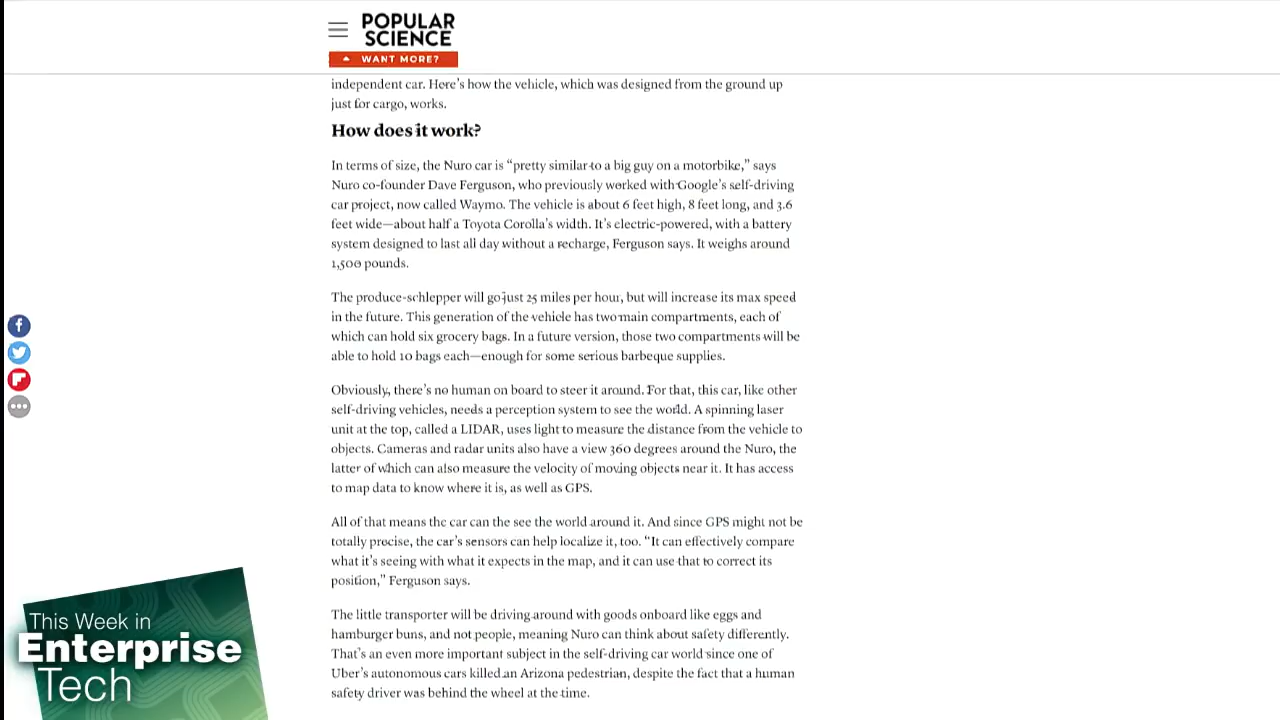 POPULAR
SCIENCE
WANT MORE?
independent car. Here's how the vehicle, which was designed from the ground up
just for cargo, works.
How does it work?
In terms of size, the Nuro car is “pretty similar to a big guy on a motorbike,” says
Nuro co-founder Dave Ferguson, who previously worked with Google's self-driving
car project, now called Waymo. The vehicle is about 6 feet high, 8 feet long, and 3.6
feet wide—about half a Toyota Corolla's width. It's electric-powered, with a battery
system designed to last all day without a recharge, Ferguson says. It weighs around
1,500 pounds.
The produce-schlepper will go just 25 miles per hour, but will increase its max speed
in the future. This generation of the vehicle has two main compartments, each of
which can hold six grocery bags. In a future version, those two compartments will be
able to hold 10 bags each—enough for some serious barbeque supplies.
Obviously, there's no human on board to steer it around. For that, this car, like other
self-driving vehicles, needs a perception system to see the world. A spinning laser
unit at the top, called a LIDAR, uses light to measure the distance from the vehicle to
objects. Cameras and radar units also have a view 360 degrees around the Nuro, the
latter of which can also measure the velocity of moving objects near it. It has access
to map data to know where it is, as well as GPS.
All of that means the car can the see the world around it. And since GPS might not be
totally precise, the car's sensors can help localize it, too. “It can effectively compare
what it's seeing with what it expects in the map, and it can use that to correct its
position,” Ferguson says.
The little transporter will be driving around with goods onboard like eggs and
hamburger buns, and not people, meaning Nuro can think about safety differently.
That's an even more important subject in the self-driving car world since one of
Uber's autonomous cars killed an Arizona pedestrian, despite the fact that a human
safety driver was behind the wheel at the time.
This Week in
Enterprise
Tech